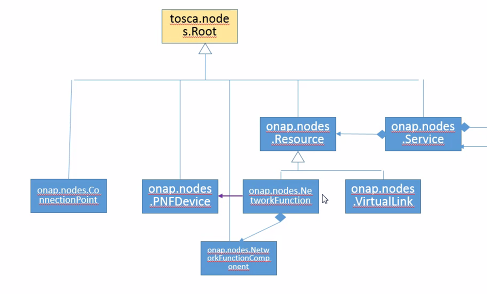 tosca.node
s.Root
onap.nodes
.Resource
onap.nodes
.Service
onap.nodes.Co
nnectionPoint
onap.nodes
.PNFDevice
onap.nodes.Ne
tworkFunction
onap.nodes
.VirtualLink
onap.nodes.Netw
orkFunctionComp
onent